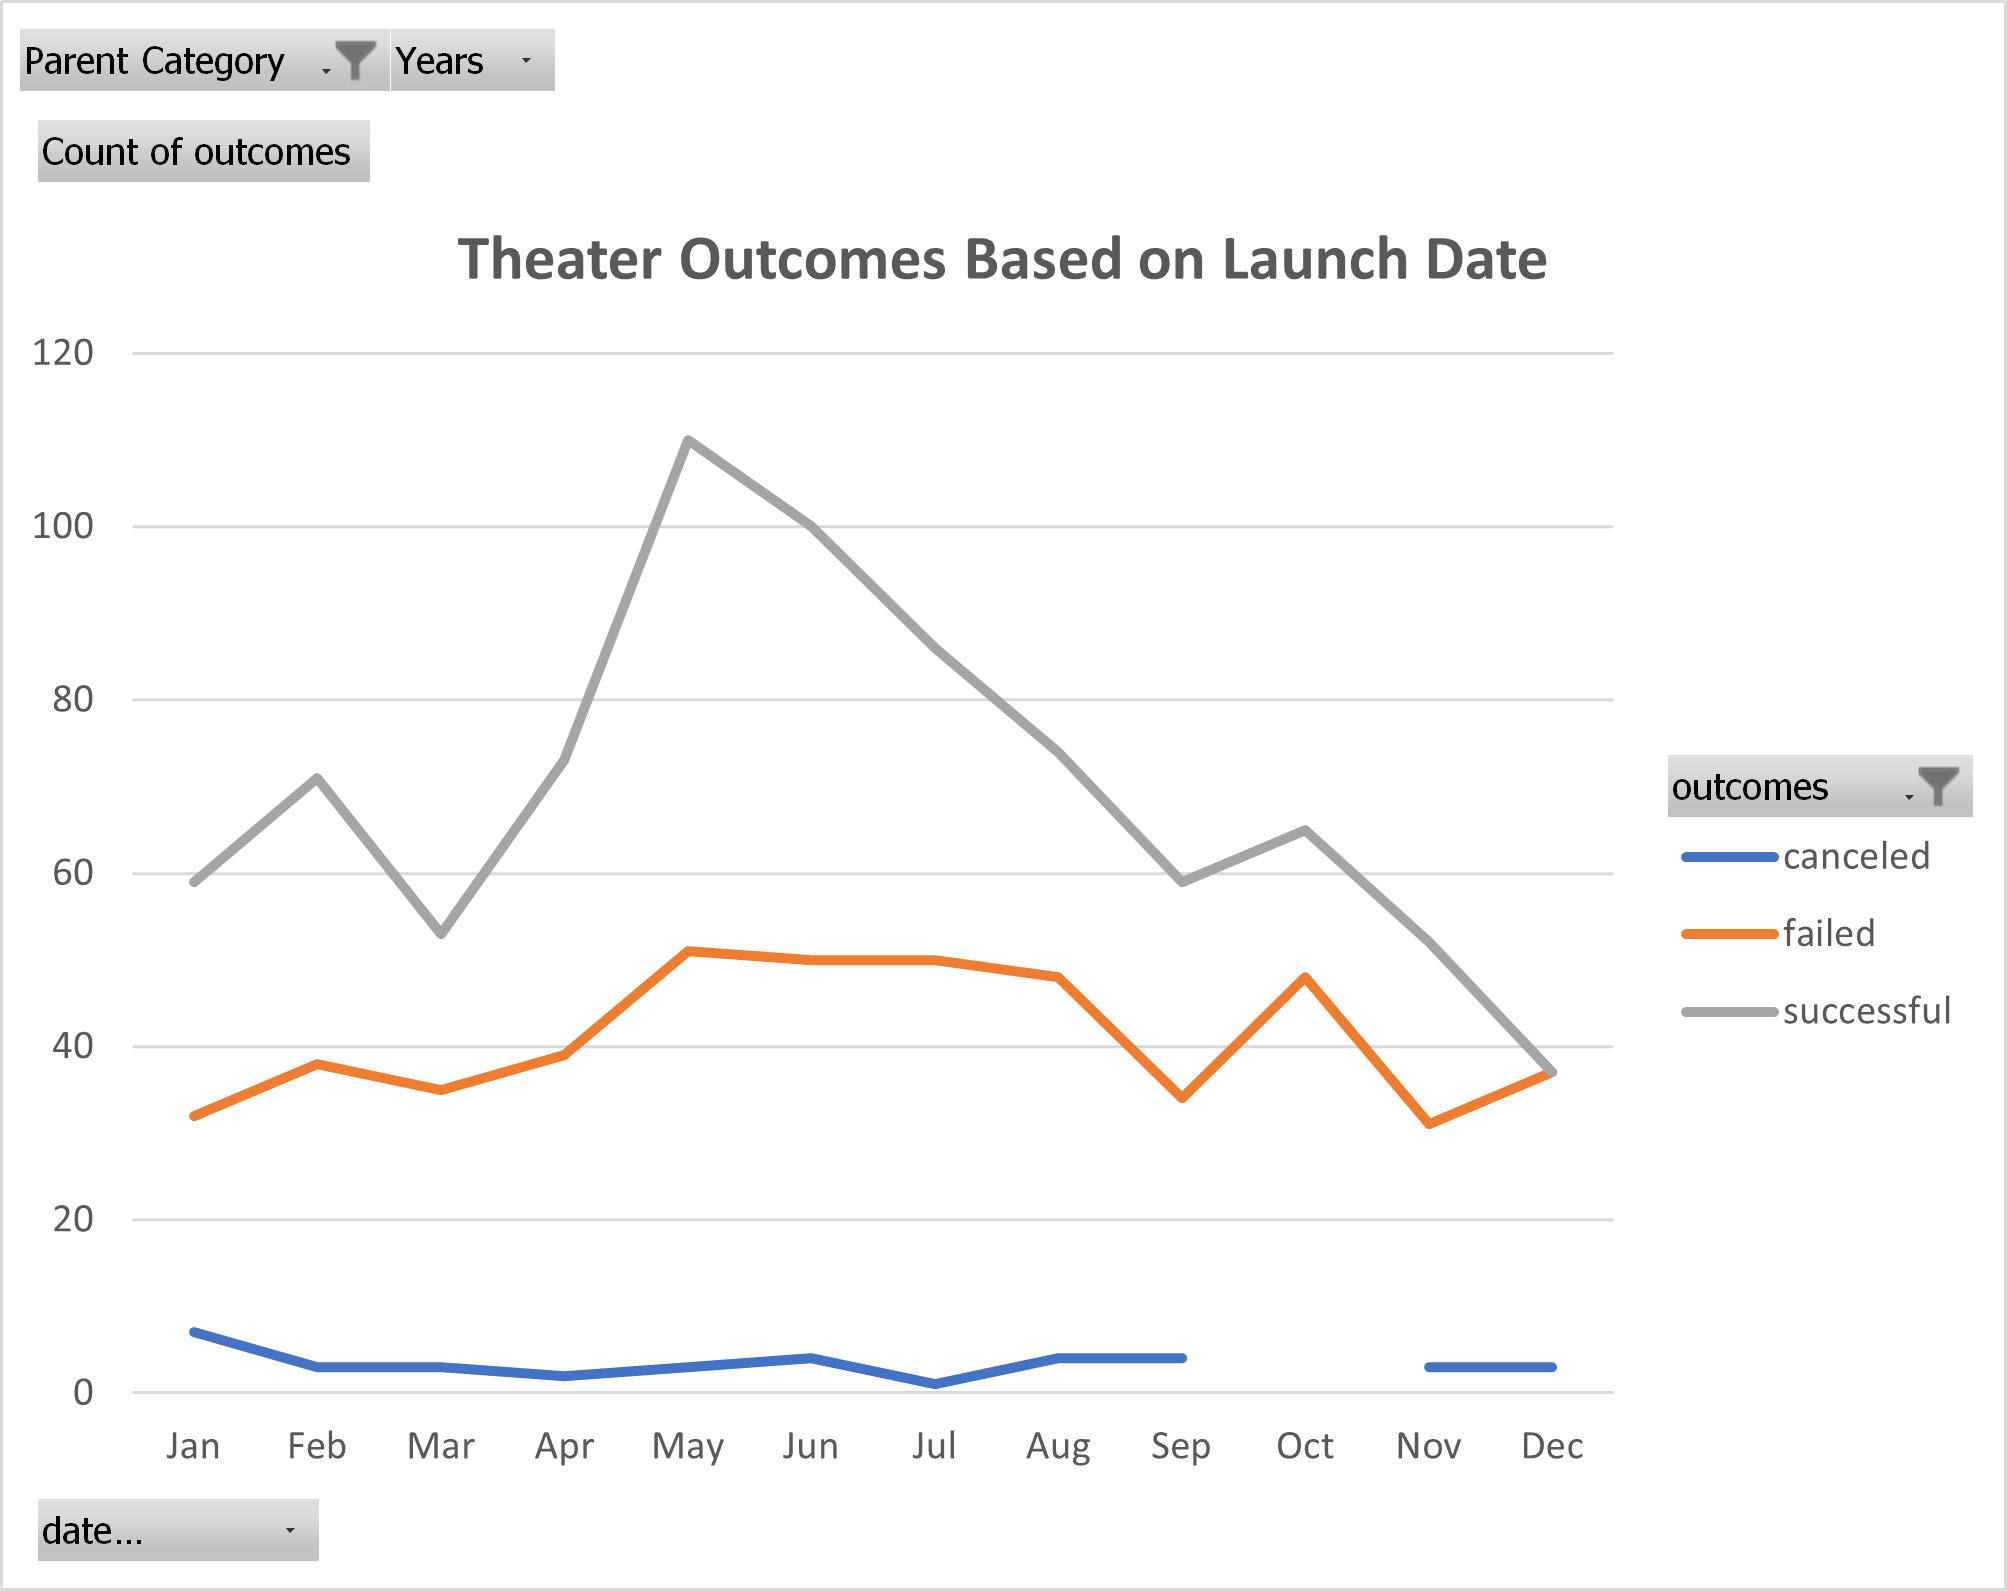 Parent Category Years
Count of outcomes
Theater Outcomes Based on Launch Date
120
100
80
60
40
20
0
Jan Feb Mar Apr May Jun Jul Aug Sep Oct Nov Dec
outcomes
canceled
failed
successful
date...